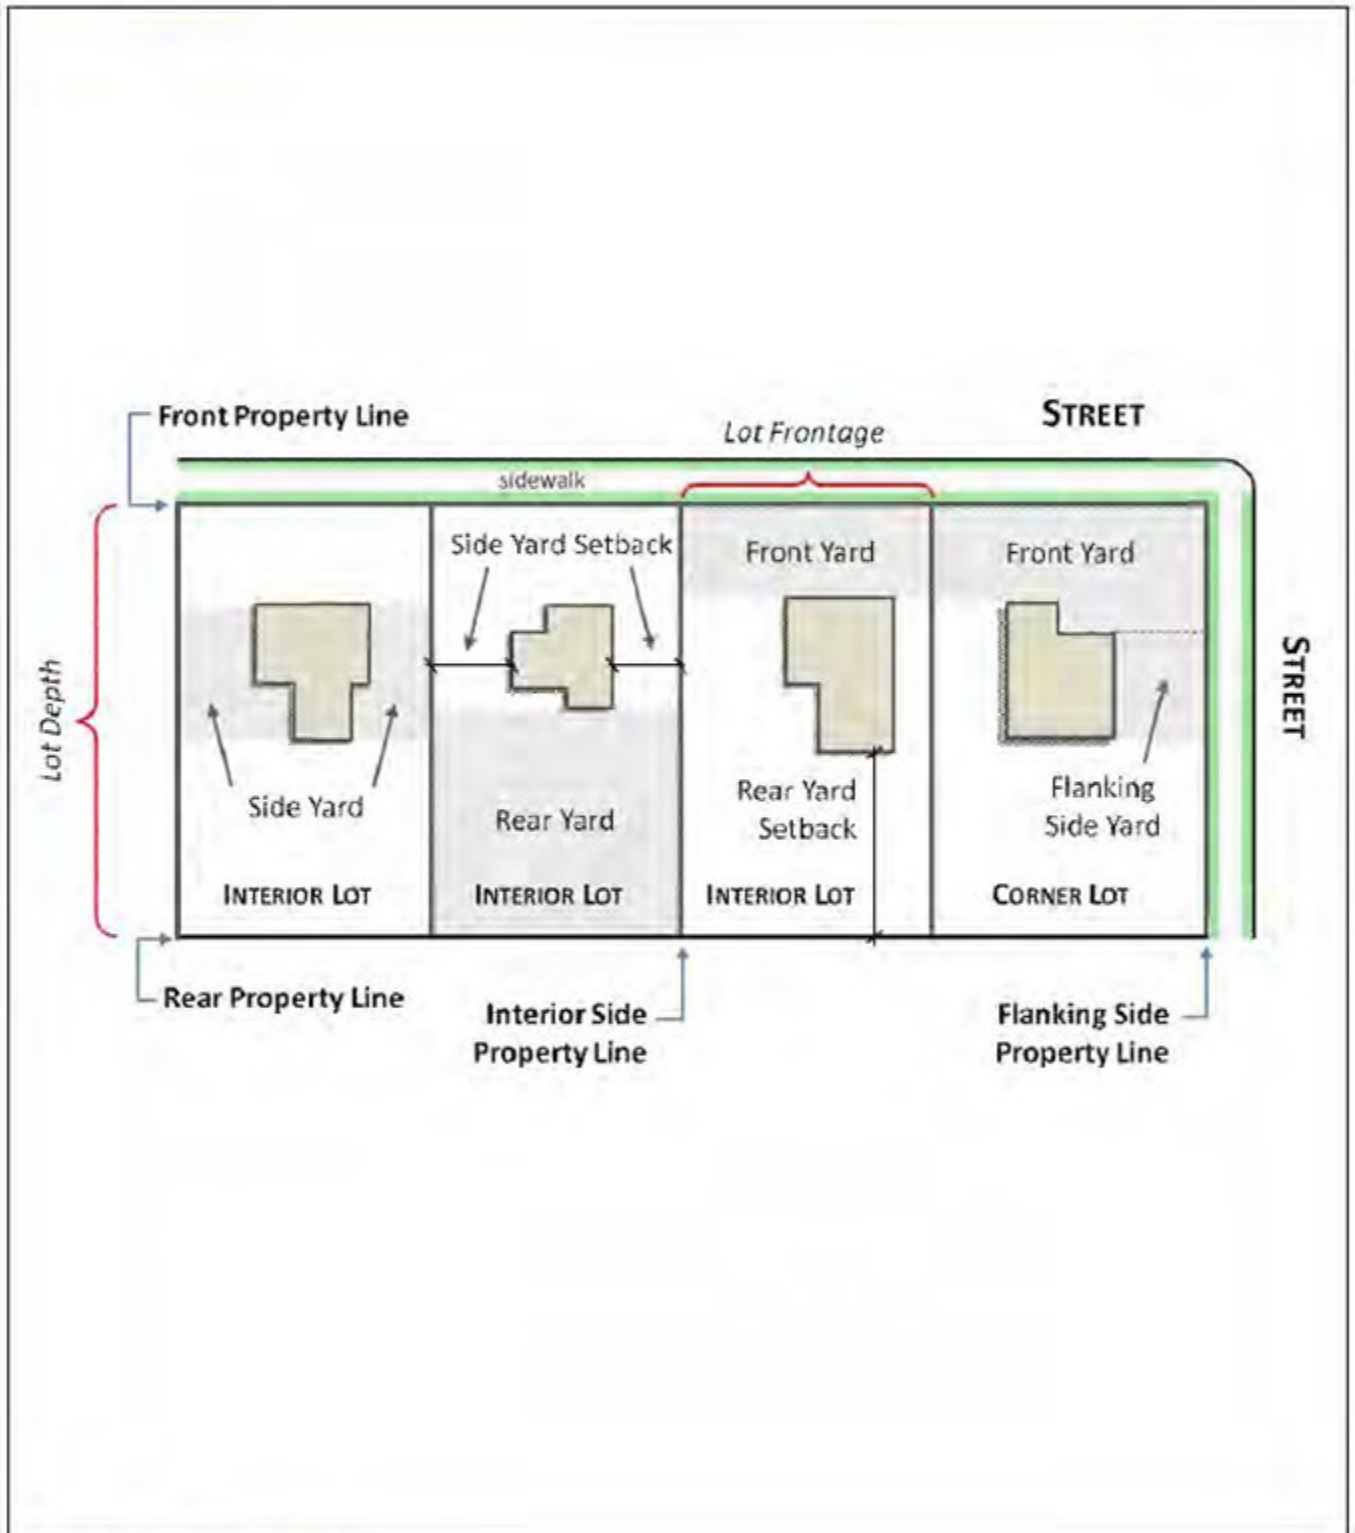 Front Property Line
STREET
Lot Frontage
sidewalk
Side Yard Setback
Front Yard
Front Yard
Lot Depth
STREET
Side Yard
Rear Yard
Rear Yard
Setback
Flanking
Side Yard
INTERIOR LOT
INTERIOR LOT
INTERIOR LOT
CORNER LOT
Rear Property Line
Interior Side
Property Line
Flanking Side
Property Line